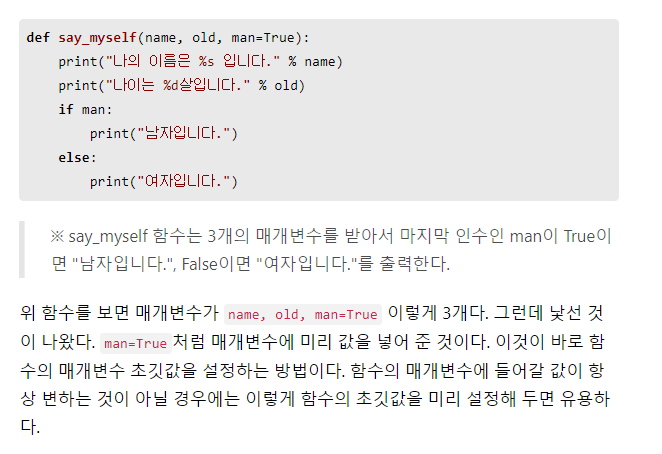 def say_myself(name, old, man=True):
    print("나의 이름은 %s 입니다." % name)
    print("나이는 %d살입니다." % old)
    if man:
        print("남자입니다.")
    else:
        print("여자입니다.")
※ say_myself 함수는 3개의 매개변수를 받아서 마지막 인수인 man이 True이
면 "남자입니다.", False이면 "여자입니다."를 출력한다.
위 함수를 보면 매개변수가 name, old, man=True 이렇게 3개다. 그런데 낯선 것
이 나왔다. man=True처럼 매개변수에 미리 값을 넣어 준 것이다. 이것이 바로 함
수의 매개변수 초깃값을 설정하는 방법이다. 함수의 매개변수에 들어갈 값이 항
상 변하는 것이 아닐 경우에는 이렇게 함수의 초깃값을 미리 설정해 두면 유용하
다.